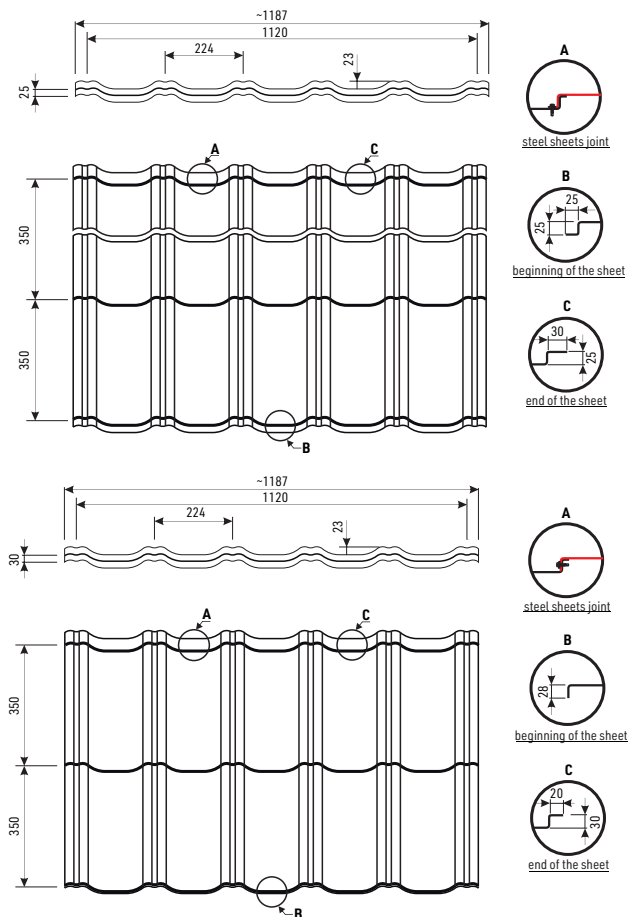 ~1187
1120
224
23
25
A
steel sheets joint
A
C
350
350
B
B
25
25
beginning of the sheet
C
30
25
end of the sheet
~1187
1120
224
23
30
A
steel sheets joint
A
C
350
350
B
B
28
beginning of the sheet
C
20
30
end of the sheet